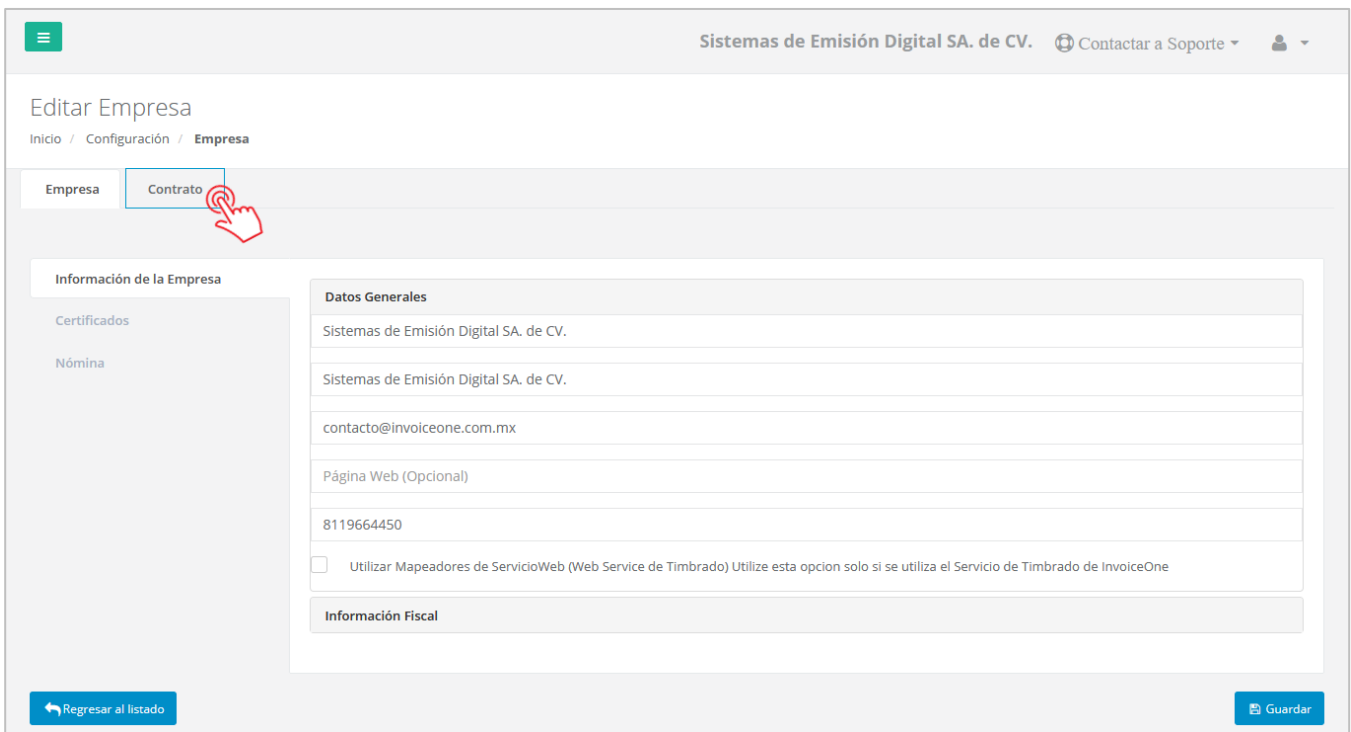 Sistemas de Emisión Digital SA. de CV. Contactar a Soporte
Editar Empresa
Inicio / Configuración / Empresa
Empresa Contrato
Información de la Empresa
Certificados
Nómina
Datos Generales
Sistemas de Emisión Digital SA. de CV.
Sistemas de Emisión Digital SA. de CV.
contacto@invoiceone.com.mx
Página Web (Opcional)
8119664450
Utilizar Mapeadores de ServicioWeb (Web Service de Timbrado) Utilize esta opcion solo si se utiliza el Servicio de Timbrado de InvoiceOne
Información Fiscal
Regresar al listado Guardar